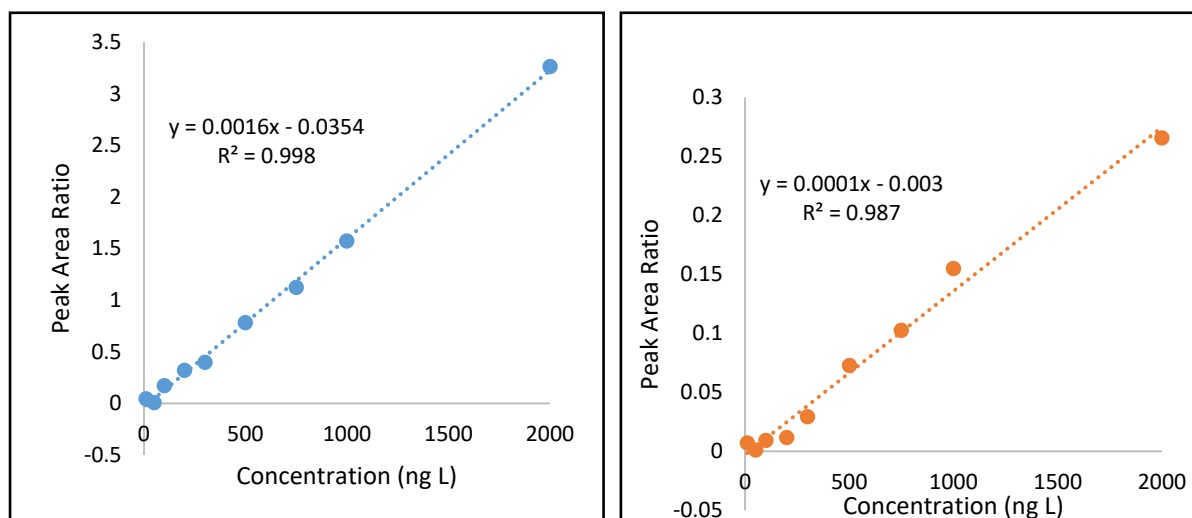 3.5
3
2.5
2
1.5
1
0.5
0
-0.5
Peak Area Ratio
y = 0.0016x - 0.0354
R² = 0.998
0 500 1000 1500 2000
Concentration (ng L)
0.3
0.25
0.2
0.15
0.1
0.05
0
-0.05
Peak Area Ratio
y = 0.0001x - 0.003
R² = 0.987
0 500 1000 1500 2000
Concentration (ng L)